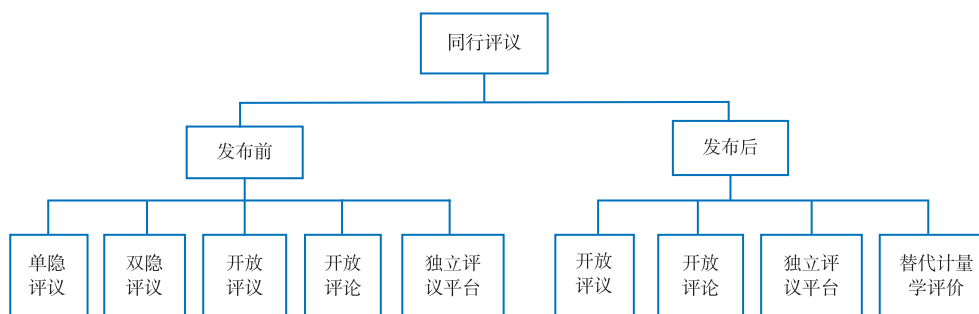 同行评议
发布前
发布后
单隐
评议
双隐
评议
开放
评议
开放
评论
独立评
议平台
开放
评议
开放
评论
独立评
议平台
替代计量
学评价